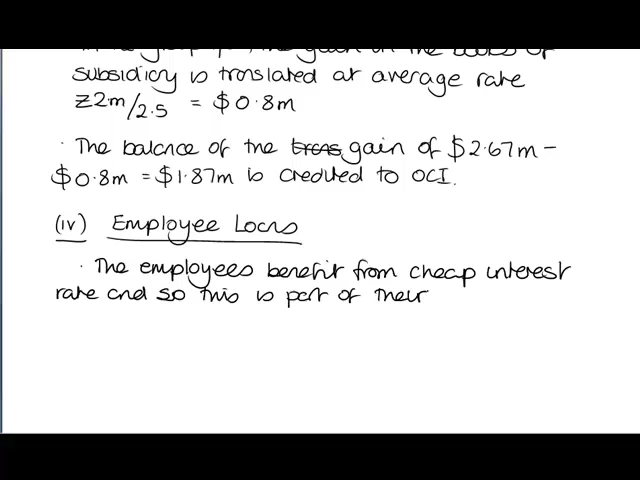 subsidiary is translated at average rate
Z2m/2.5 = $0.8m
· The balance of the trans gain of $2.67m -
$0.8m = $1.87m is credited to OCI.
(iv) Employee Loans
· The employees benefit from cheap interest
rate and so this is part of their